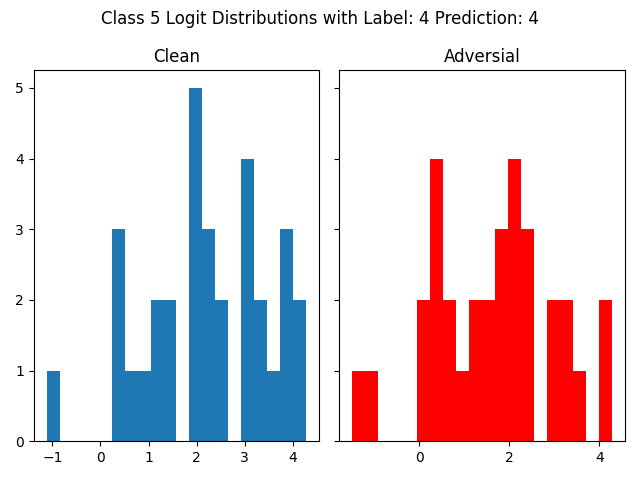 Class 5 Logit Distributions with Label: 4 Prediction: 4
Clean
Adversial
5
4
3
2
1
0
−1 0 1 2 3 4
0 2 4